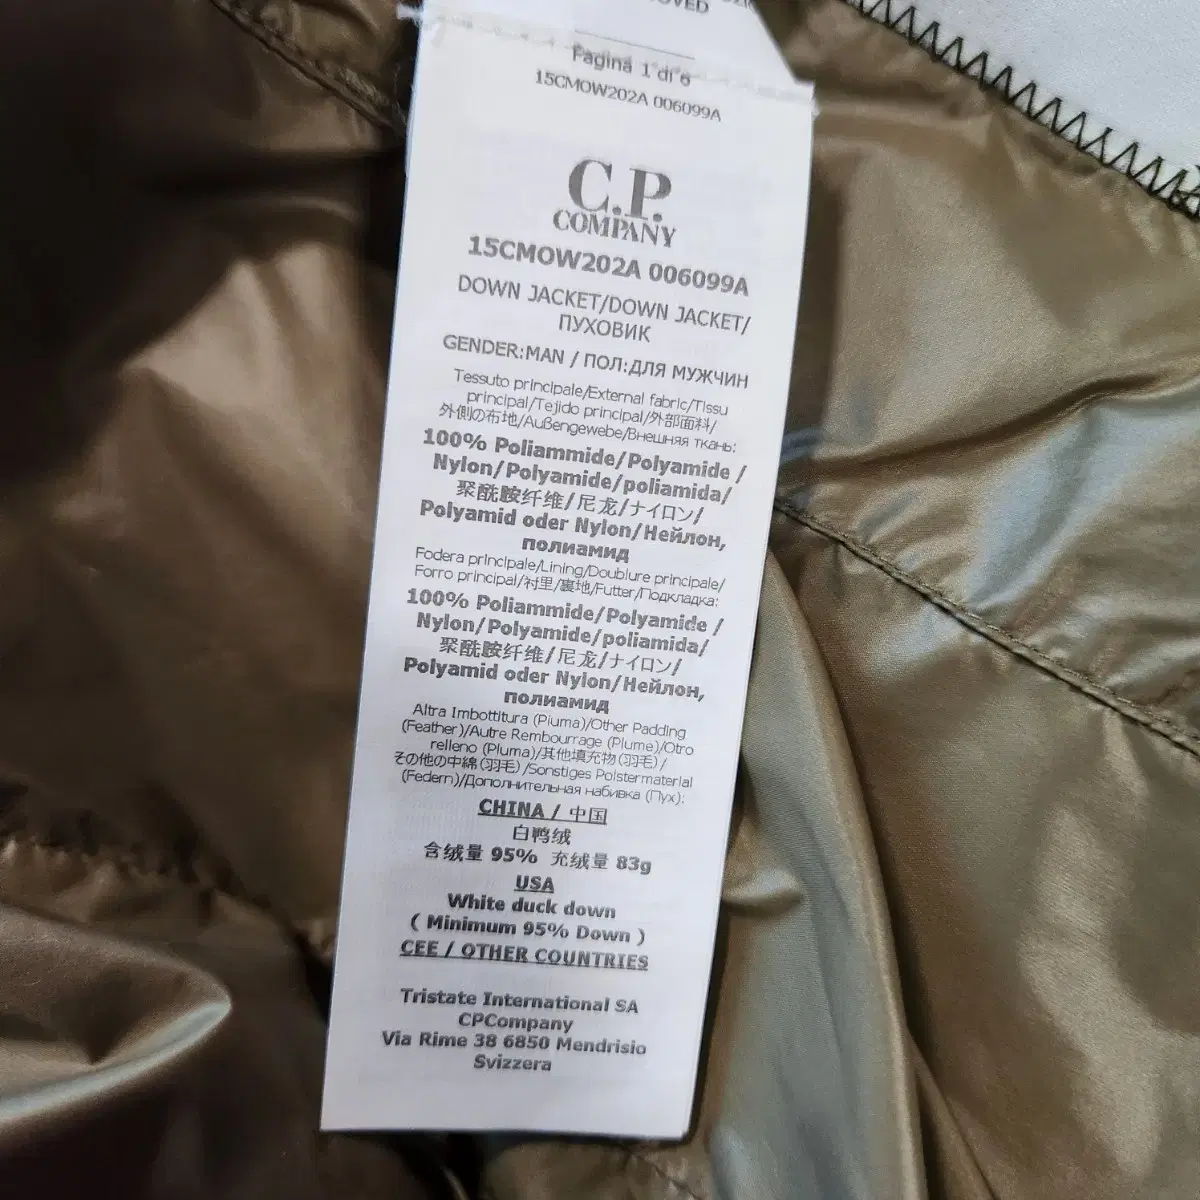 OVED
Pagina 1 di 6
15CMOW202A 006099A
C.P.
COMPANY
15CMOW202A 006099A
DOWN JACKET/DOWN JACKET/
ПУХОВИК
GENDER:MAN / ПОЛ:ДЛЯ МУЖЧИН
Tessuto principale/External fabric/Tissu
principal/Tejido principal/外部面料/
外側の布地/Außengewebe/Внешняя ткань:
100% Poliammide/Polyamide /
Nylon/Polyamide/poliamida/
聚酰胺纤维/尼龙/ナイロン/
Polyamid oder Nylon/Нейлон,
полиамид
Fodera principale/Lining/Doublure principale/
Forro principal/衬里/裏地/Futter/Подкладка:
100% Poliammide/Polyamide /
Nylon/Polyamide/poliamida/
聚酰胺纤维/尼龙/ナイロン/
Polyamid oder Nylon/Нейлон,
полиамид
Altra Imbottitura (Piuma)/Other Padding
(Feather)/Autre Rembourrage (Plume)/Otro
relleno (Pluma)/其他填充物(羽毛)/
その他の中綿(羽毛)/Sonstiges Polstermaterial
(Federn)/Дополнительная набивка (Пух):
CHINA / 中国
白鸭绒
含绒量 95% 充绒量 83g
USA
White duck down
( Minimum 95% Down )
CEE / OTHER COUNTRIES
Tristate International SA
CPCompany
Via Rime 38 6850 Mendrisio
Svizzera